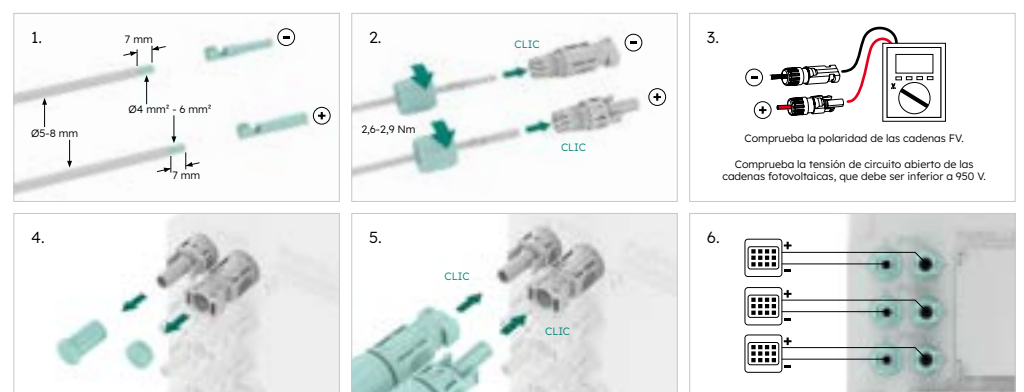 1.
7 mm
−
Ø4 mm² - 6 mm²
+
Ø5-8 mm
7 mm
2.
CLIC
−
+
2,6-2,9 Nm
CLIC
3.
−
+
Comprueba la polaridad de las cadenas FV.
Comprueba la tensión de circuito abierto de las
cadenas fotovoltaicas, que debe ser inferior a 950 V.
4.
5.
CLIC
CLIC
6.
+
-
+
-
+
-